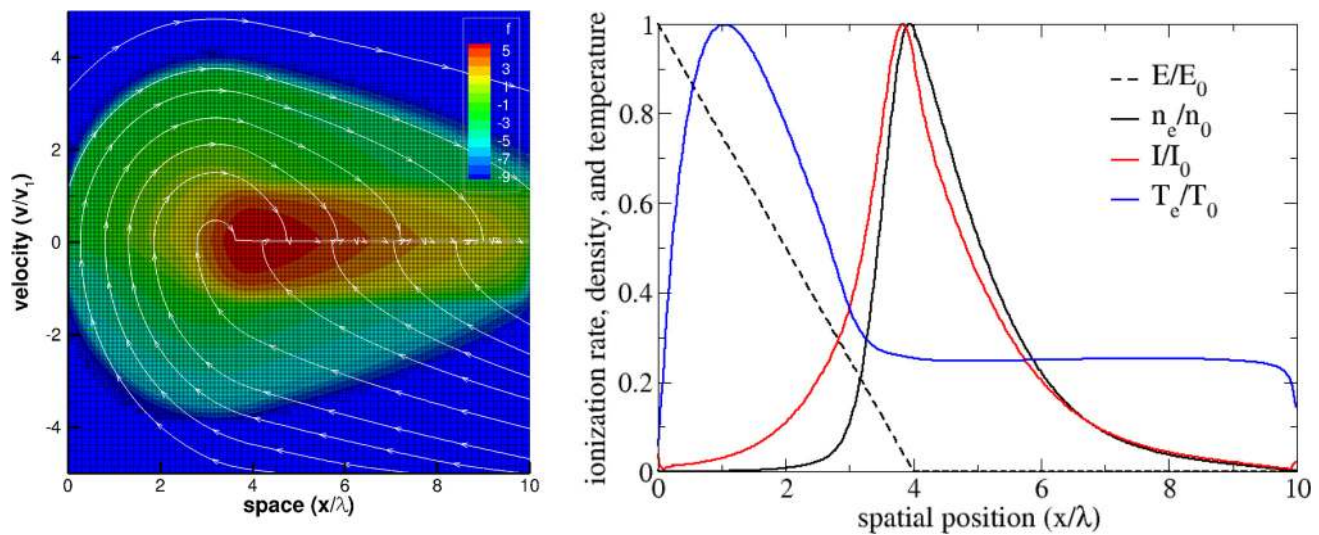 4
2
0
-2
-4
velocity (v/v₁)
0 2 4 6 8 10
space (x/λ)
f
5
3
1
-1
-3
-5
-7
-9
1
0.8
0.6
0.4
0.2
0
ionization rate, density, and temperature
E/E₀
nₑ/n₀
I/I₀
Tₑ/T₀
0 2 4 6 8 10
spatial position (x/λ)